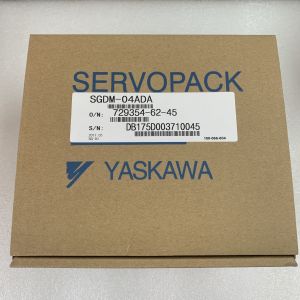 SERVOPACK
SGDM-04ADA
O/N: 729354-62-45
S/N: DB175D003710045
YASKAWA